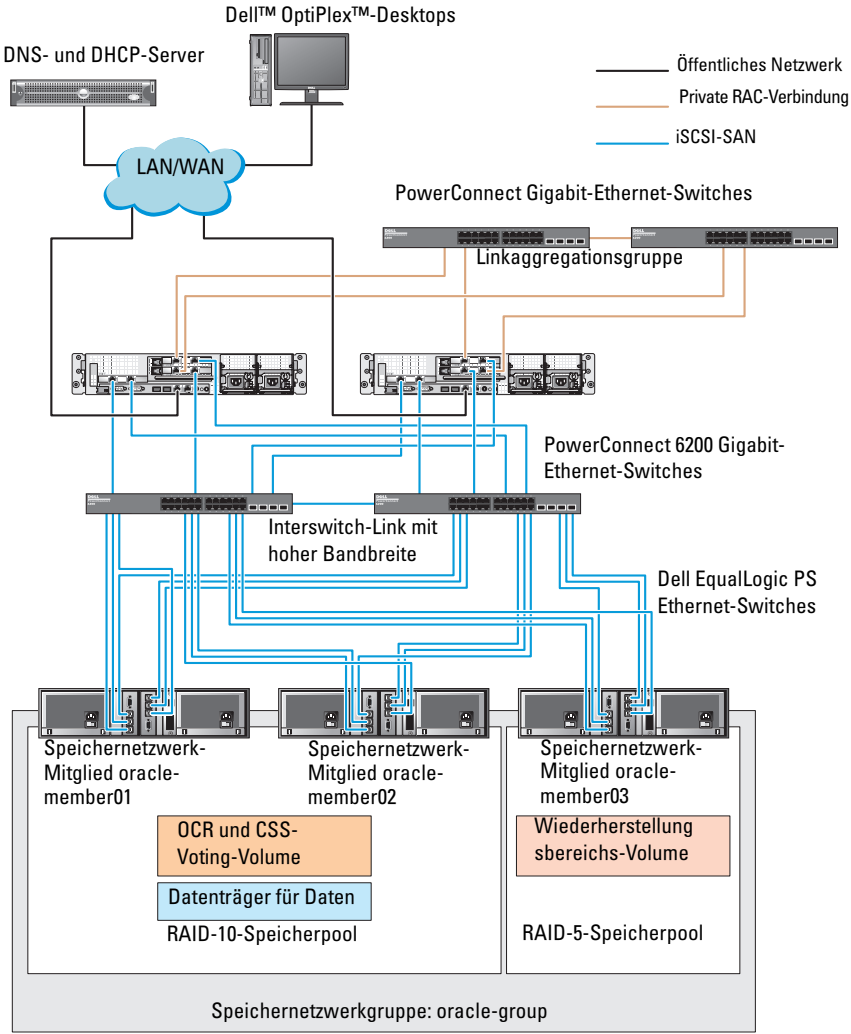 Dell™ OptiPlex™-Desktops
DNS- und DHCP-Server
Öffentliches Netzwerk
Private RAC-Verbindung
iSCSI-SAN
LAN/WAN
PowerConnect Gigabit-Ethernet-Switches
Linkaggregationsgruppe
PowerConnect 6200 Gigabit-
Ethernet-Switches
Interswitch-Link mit
hoher Bandbreite
Dell EqualLogic PS
Ethernet-Switches
Speichernetzwerk-
Mitglied oracle-
member01
Speichernetzwerk-
Mitglied oracle-
member02
Speichernetzwerk-
Mitglied oracle-
member03
OCR und CSS-
Voting-Volume
Wiederherstellung
sbereichs-Volume
Datenträger für Daten
RAID-10-Speicherpool
RAID-5-Speicherpool
Speichernetzwerkgruppe: oracle-group